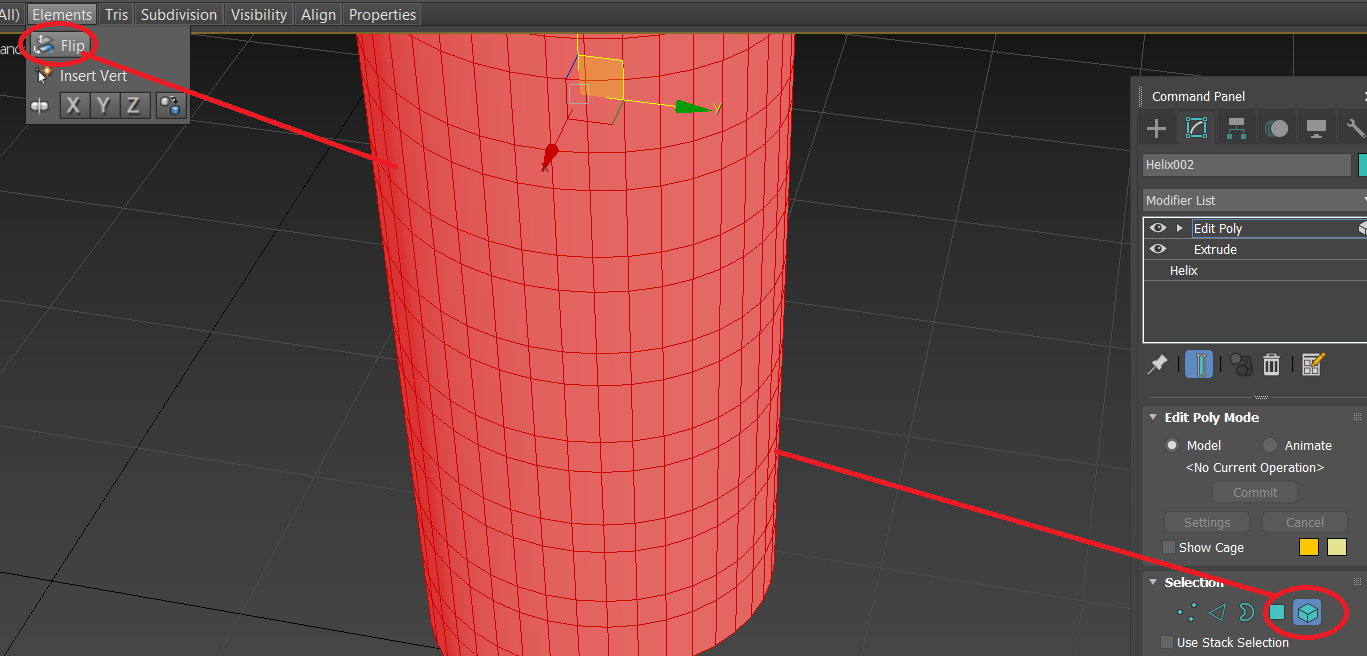 All) Elements Tris Subdivision Visibility Align Properties
Flip
Insert Vert
X Y Z
y
Command Panel
Helix002
Modifier List
Edit Poly
Extrude
Helix
Edit Poly Mode
Model Animate
<No Current Operation>
Commit
Settings Cancel
Show Cage
Selection
Use Stack Selection